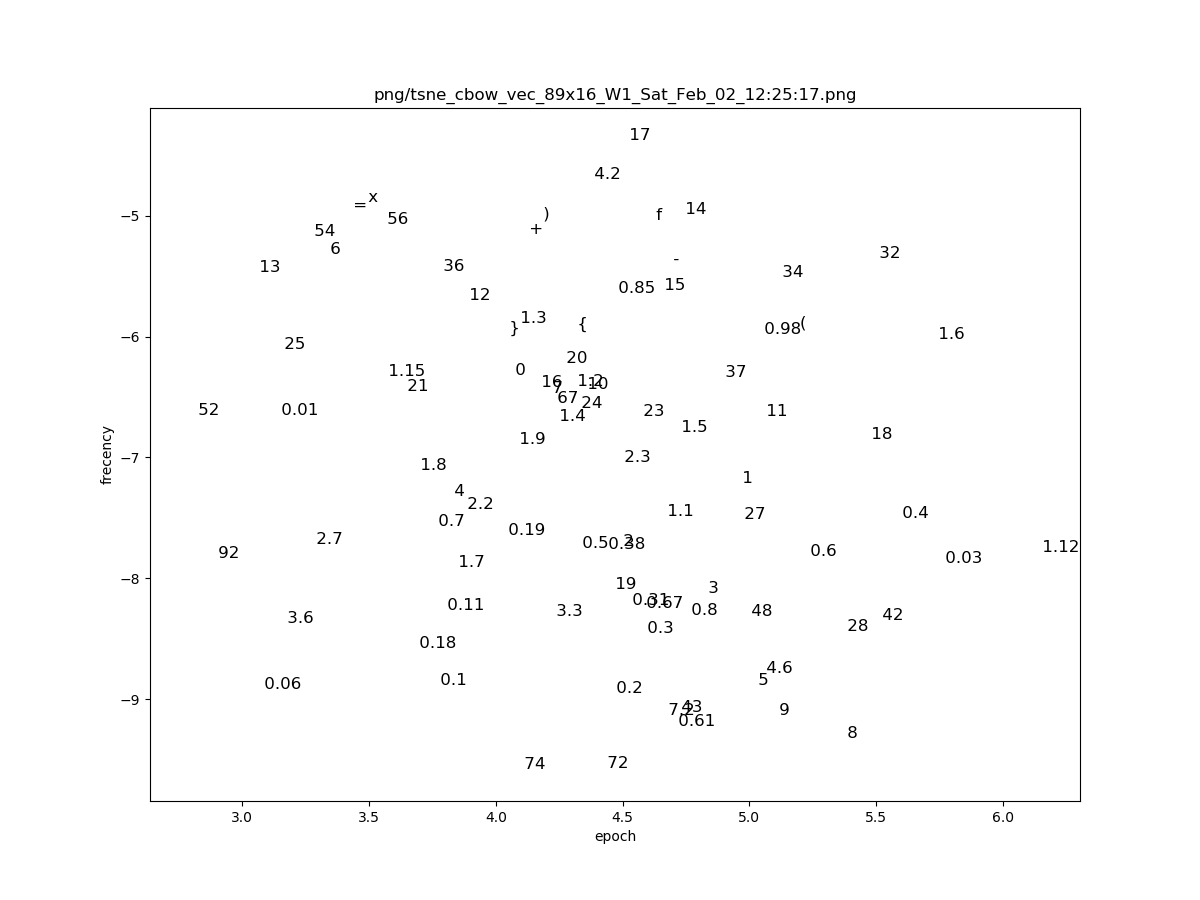 png/tsne_cbow_vec_89x16_W1_Sat_Feb_02_12:25:17.png
17
4.2
= x
56
) f 14
54 +
6
32
13 36 - 34
0.85 15
12
1.3
} { 0.98 (
1.6
25
20
1.15 0 37
21 16 7 1.2 10
67 24
52 0.01 1.4 23 11
1.5
1.9 18
1.8 2.3
1
4
2.2
0.7 1.1 27 0.4
0.19
2.7 0.5 2 0.38
92 0.6 1.12
1.7 0.03
19 3
0.11 0.31 0.67
3.6 3.3 0.8 48 42
0.3 28
0.18
4.6
0.06 0.1 0.2 5
7.2 43 9
0.61
8
74 72
−5
−6
−7
−8
−9
frecency
3.0 3.5 4.0 4.5 5.0 5.5 6.0
epoch